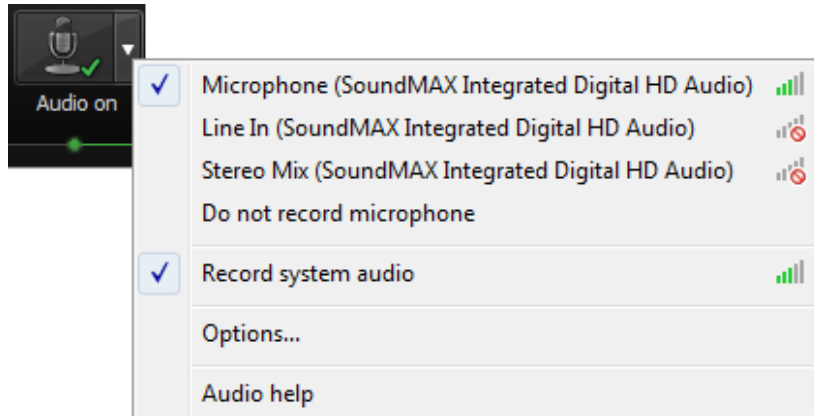 Audio on
Microphone (SoundMAX Integrated Digital HD Audio)
Line In (SoundMAX Integrated Digital HD Audio)
Stereo Mix (SoundMAX Integrated Digital HD Audio)
Do not record microphone
Record system audio
Options...
Audio help